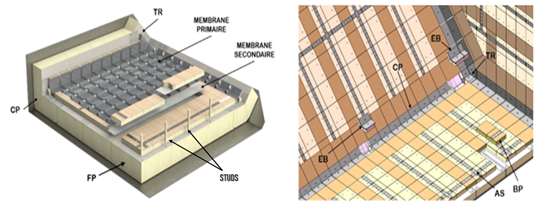 TR
MEMBRANE
PRIMAIRE
MEMBRANE
SECONDAIRE
CP
FP
STUDS
EB
TR
CP
EB
BP
AS